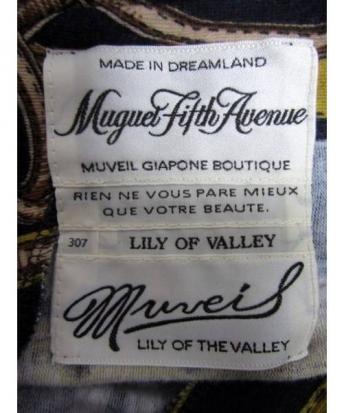 MADE IN DREAMLAND
Muguet Fifth Avenue
MUVEIL GIAPONE BOUTIQUE
RIEN NE VOUS PARE MIEUX
QUE VOTRE BEAUTE.
307 LILY OF VALLEY
Muveil
LILY OF THE VALLEY